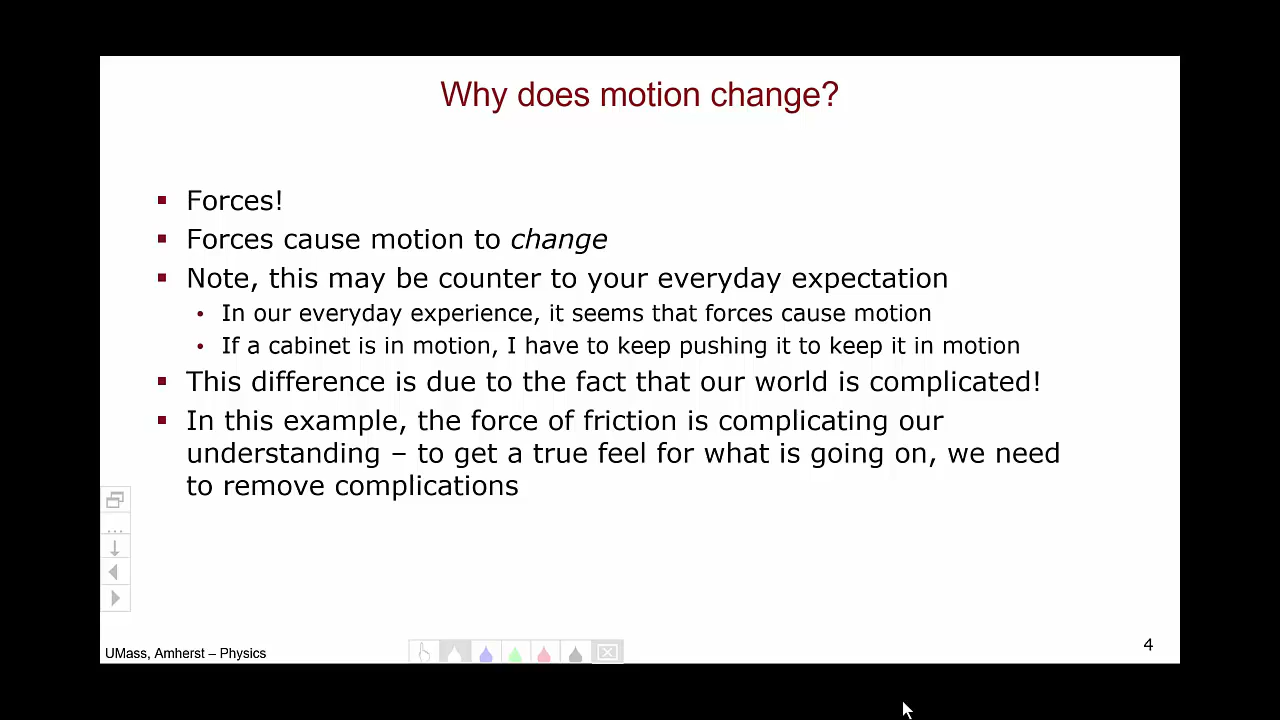 Why does motion change?
Forces!
Forces cause motion to change
Note, this may be counter to your everyday expectation
In our everyday experience, it seems that forces cause motion
If a cabinet is in motion, I have to keep pushing it to keep it in motion
This difference is due to the fact that our world is complicated!
In this example, the force of friction is complicating our
understanding – to get a true feel for what is going on, we need
to remove complications
UMass, Amherst – Physics
4